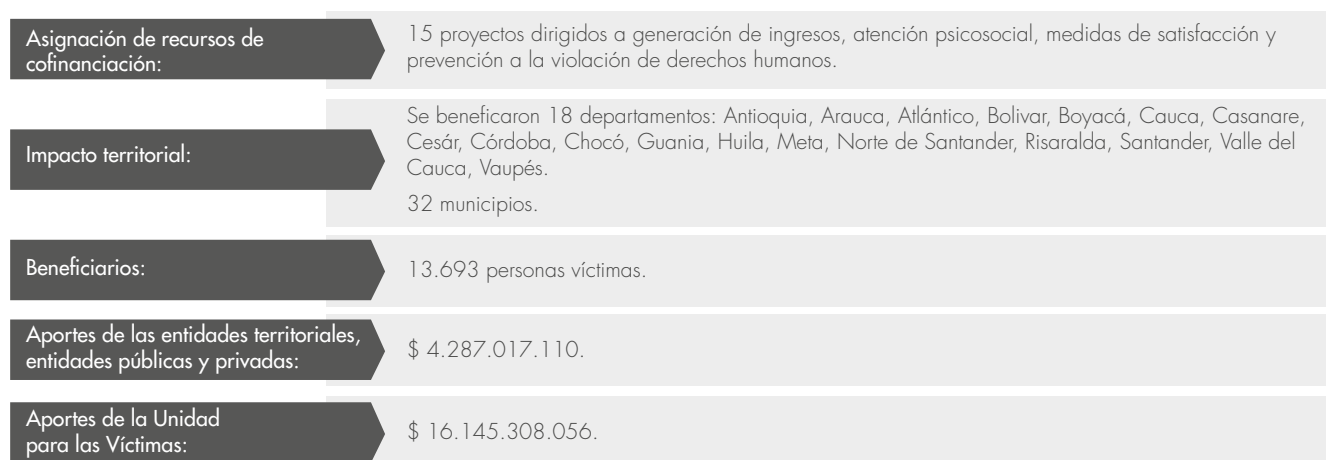 Asignación de recursos de
cofinanciación:
15 proyectos dirigidos a generación de ingresos, atención psicosocial, medidas de satisfacción y
prevención a la violación de derechos humanos.
Impacto territorial:
Se beneficaron 18 departamentos: Antioquia, Arauca, Atlántico, Bolivar, Boyacá, Cauca, Casanare,
Cesár, Córdoba, Chocó, Guania, Huila, Meta, Norte de Santander, Risaralda, Santander, Valle del
Cauca, Vaupés.
32 municipios.
Beneficiarios:
13.693 personas víctimas.
Aportes de las entidades territoriales,
entidades públicas y privadas:
$ 4.287.017.110.
Aportes de la Unidad
para las Víctimas:
$ 16.145.308.056.